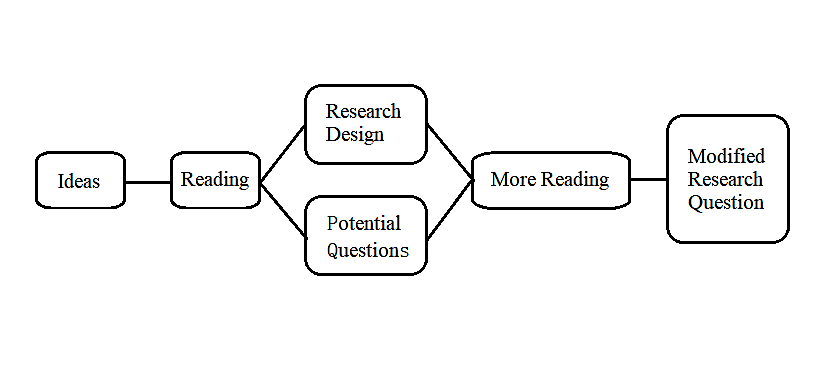 Ideas
Reading
Research
Design
Potential
Questions
More Reading
Modified
Research
Question